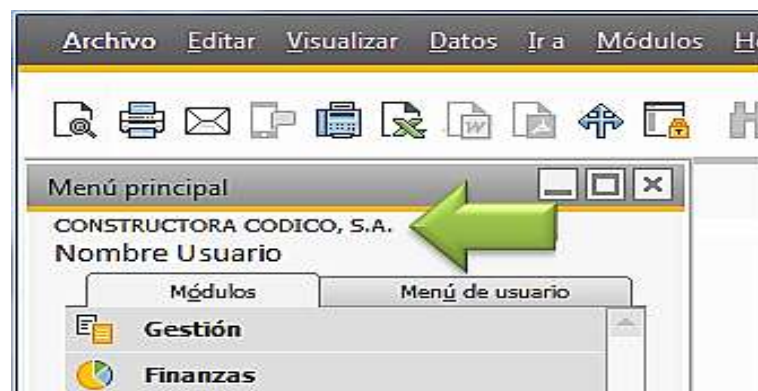 Archivo Editar Visualizar Datos Ir a Módulos
Menú principal
CONSTRUCTORA CODICO, S.A.
Nombre Usuario
Módulos Menú de usuario
Gestión
Finanzas